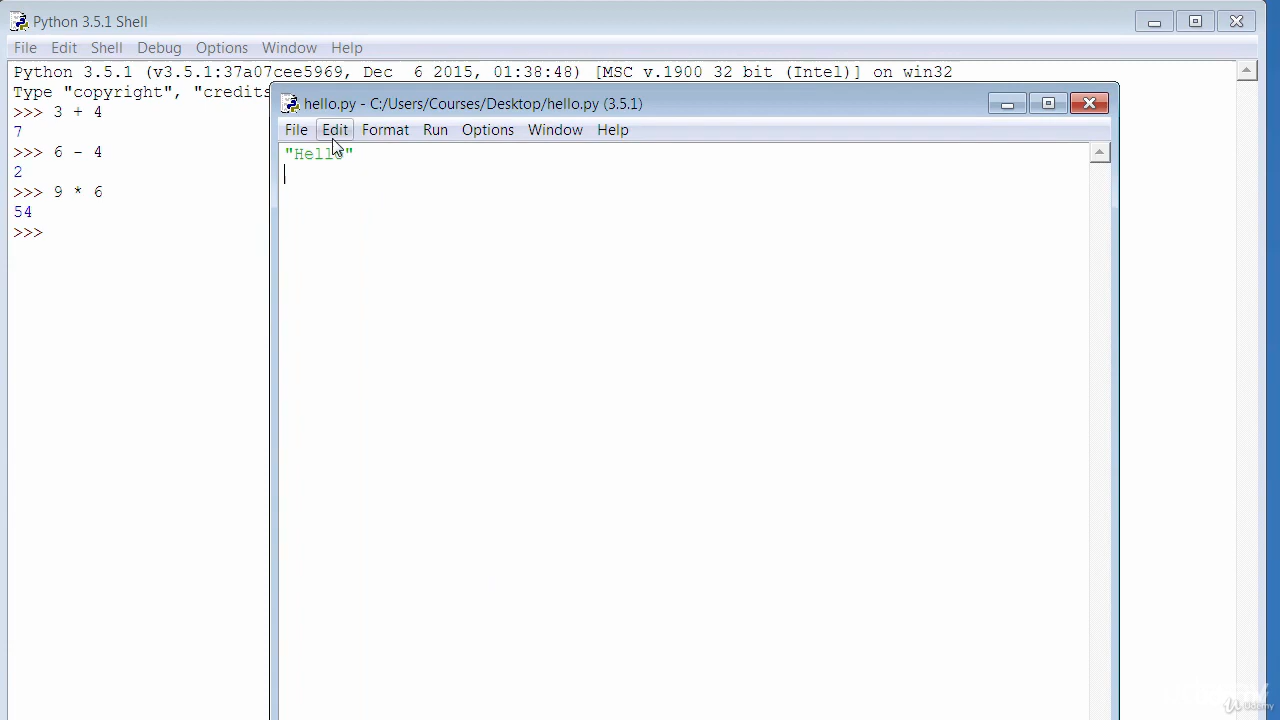 Python 3.5.1 Shell
File Edit Shell Debug Options Window Help
Python 3.5.1 (v3.5.1:37a07cee5969, Dec  6 2015, 01:38:48) [MSC v.1900 32 bit (Intel)] on win32
Type "copyright", "credits
>>> 3 + 4
7
>>> 6 - 4
2
>>> 9 * 6
54
>>>
hello.py - C:/Users/Courses/Desktop/hello.py (3.5.1)
File Edit Format Run Options Window Help
"Hello"
Udemy